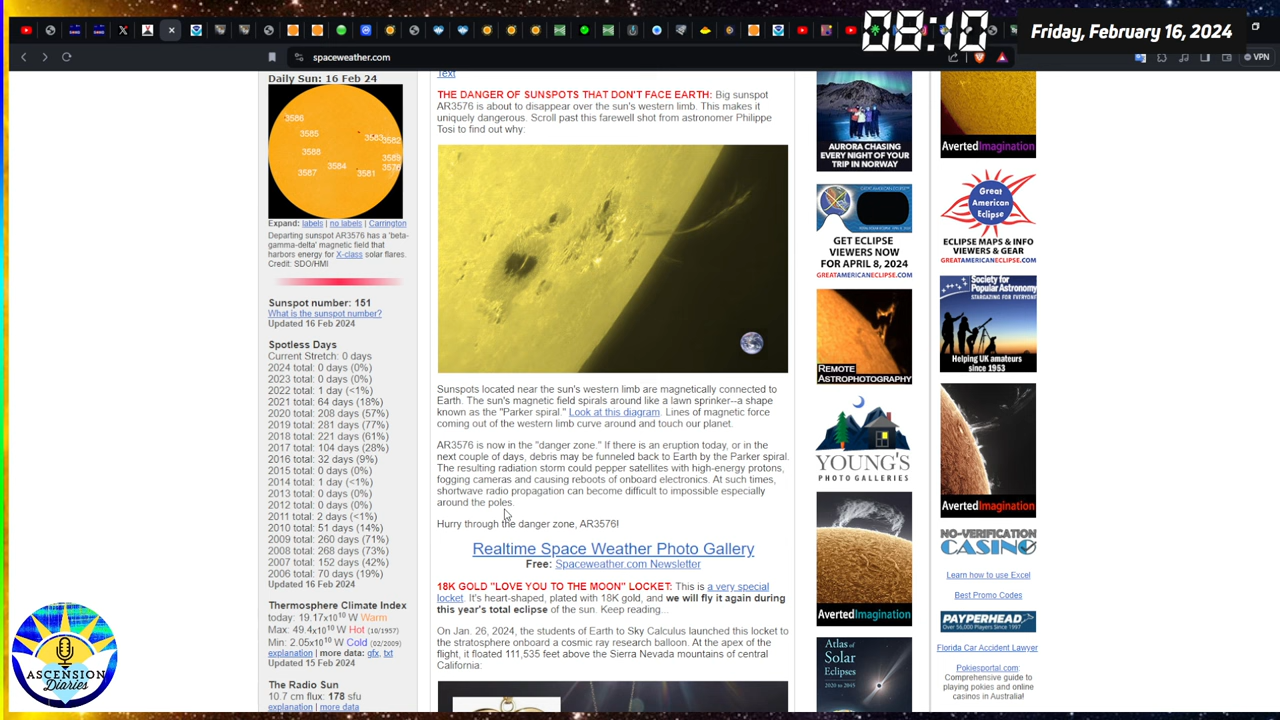 08:10
Friday, February 16, 2024
spaceweather.com
VPN
Daily Sun: 16 Feb 24
3586
3585
3583
3582
3588
3589
3584
3576
3587
3581
Expand: labels | no labels | Carrington
Departing sunspot AR3576 has a 'beta-
gamma-delta' magnetic field that
harbors energy for X-class solar flares.
Credit: SDO/HMI
Sunspot number: 151
What is the sunspot number?
Updated 16 Feb 2024
Spotless Days
Current Stretch: 0 days
2024 total: 0 days (0%)
2023 total: 0 days (0%)
2022 total: 1 day (<1%)
2021 total: 64 days (18%)
2020 total: 208 days (57%)
2019 total: 281 days (77%)
2018 total: 221 days (61%)
2017 total: 104 days (28%)
2016 total: 32 days (9%)
2015 total: 0 days (0%)
2014 total: 1 day (<1%)
2013 total: 0 days (0%)
2012 total: 0 days (0%)
2011 total: 2 days (<1%)
2010 total: 51 days (14%)
2009 total: 260 days (71%)
2008 total: 268 days (73%)
2007 total: 152 days (42%)
2006 total: 70 days (19%)
Updated 16 Feb 2024
Thermosphere Climate Index
today: 19.17x10^10 W Warm
Max: 49.4x10^10 W Hot (10/1957)
Min: 2.05x10^10 W Cold (02/2009)
explanation | more data: gfx, txt
Updated 15 Feb 2024
The Radio Sun
10.7 cm flux: 178 sfu
explanation | more data
ASCENSION
Diaries
Text
THE DANGER OF SUNSPOTS THAT DON'T FACE EARTH: Big sunspot
AR3576 is about to disappear over the sun's western limb. This makes it
uniquely dangerous. Scroll past this farewell shot from astronomer Philippe
Tosi to find out why:
Sunspots located near the sun's western limb are magnetically connected to
Earth. The sun's magnetic field spirals around like a lawn sprinker--a shape
known as the "Parker spiral." Look at this diagram. Lines of magnetic force
coming out of the western limb curve around and touch our planet.
AR3576 is now in the "danger zone." If there is an eruption today, or in the
next couple of days, debris may be funneled back to Earth by the Parker spiral.
The resulting radiation storm could pepper satellites with high-energy protons,
fogging cameras and causing reboots of onboard electronics. At such times,
shortwave radio propagation can become difficult to impossible especially
around the poles.
Hurry through the danger zone, AR3576!
Realtime Space Weather Photo Gallery
Free: Spaceweather.com Newsletter
18K GOLD "LOVE YOU TO THE MOON" LOCKET: This is a very special
locket. It's heart-shaped, plated with 18K gold, and we will fly it again during
this year's total eclipse of the sun. Keep reading...
On Jan. 26, 2024, the students of Earth to Sky Calculus launched this locket to
the stratosphere onboard a cosmic ray research balloon. At the apex of the
flight, it floated 111,535 feet above the Sierra Nevada mountains of central
California:
AURORA CHASING
EVERY NIGHT OF YOUR
TRIP IN NORWAY
GET ECLIPSE
VIEWERS NOW
FOR APRIL 8, 2024
GREATAMERICANECLIPSE.COM
REMOTE
ASTROPHOTOGRAPHY
YOUNG'S
PHOTO GALLERIES
AvertedImagination
Atlas of
Solar
Eclipses
2020 to 2045
AvertedImagination
Great
American
Eclipse
ECLIPSE MAPS & INFO
VIEWERS & GEAR
GREATAMERICANECLIPSE.COM
Society for
Popular Astronomy
STARGAZING FOR EVERYONE
Helping UK amateurs
since 1953
AvertedImagination
NO-VERIFICATION
CASINO
Learn how to use Excel
Best Promo Codes
PAYPERHEAD
Over 56,000 Players Since 1997
Florida Car Accident Lawyer
Pokiesportal.com:
Comprehensive guide to
playing pokies and online
casinos in Australia!